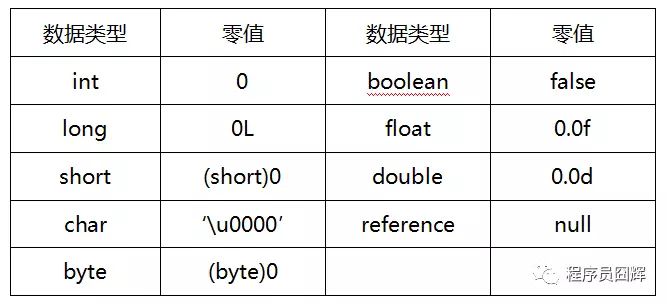 数据类型 零值 数据类型 零值
int 0 boolean false
long 0L float 0.0f
short (short)0 double 0.0d
char ‘\u0000’ reference null
byte (byte)0
程序员囧辉